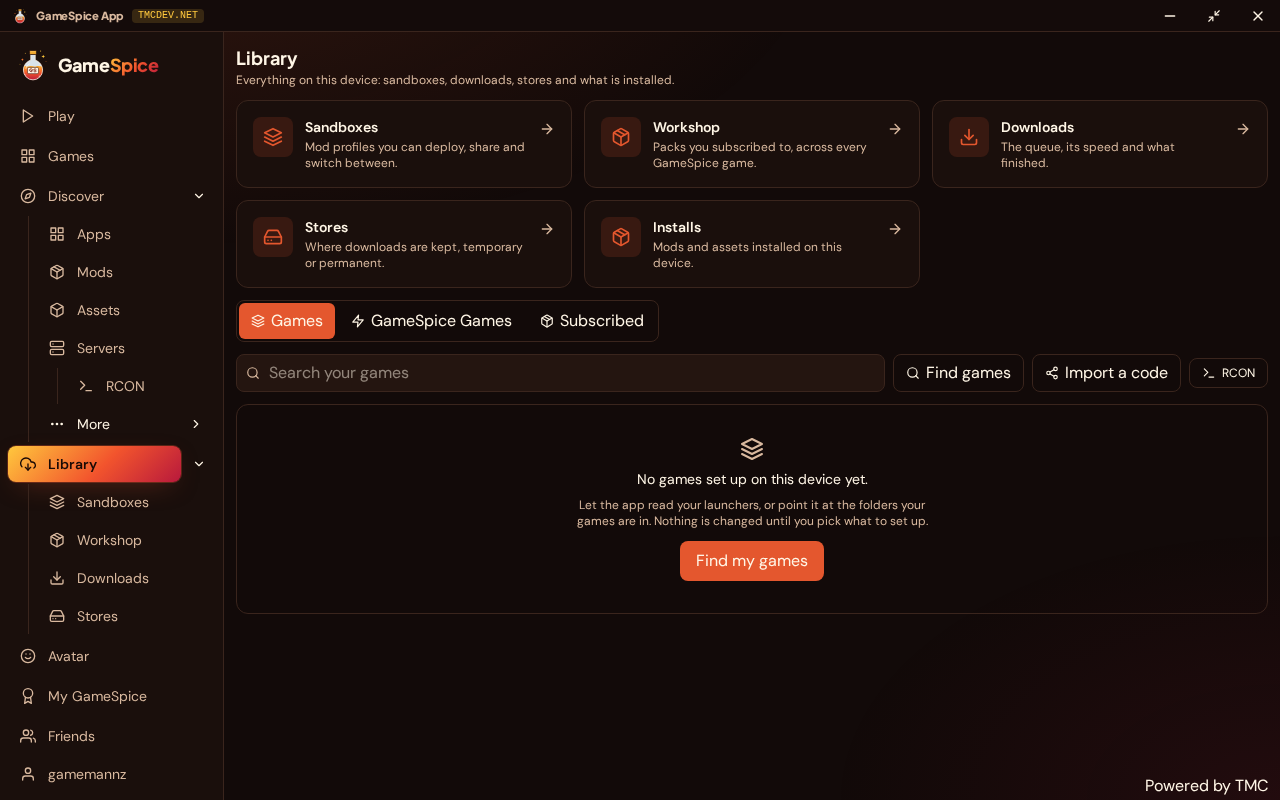 GameSpice App TMCDEV.NET
GameSpice
Play
Games
Discover
Apps
Mods
Assets
Servers
RCON
More
Library
Sandboxes
Workshop
Downloads
Stores
Avatar
My GameSpice
Friends
gamemannz
Library
Everything on this device: sandboxes, downloads, stores and what is installed.
Sandboxes
Mod profiles you can deploy, share and
switch between.
Workshop
Packs you subscribed to, across every
GameSpice game.
Downloads
The queue, its speed and what
finished.
Stores
Where downloads are kept, temporary
or permanent.
Installs
Mods and assets installed on this
device.
Games GameSpice Games Subscribed
Search your games Find games Import a code RCON
No games set up on this device yet.
Let the app read your launchers, or point it at the folders your
games are in. Nothing is changed until you pick what to set up.
Find my games
Powered by TMC